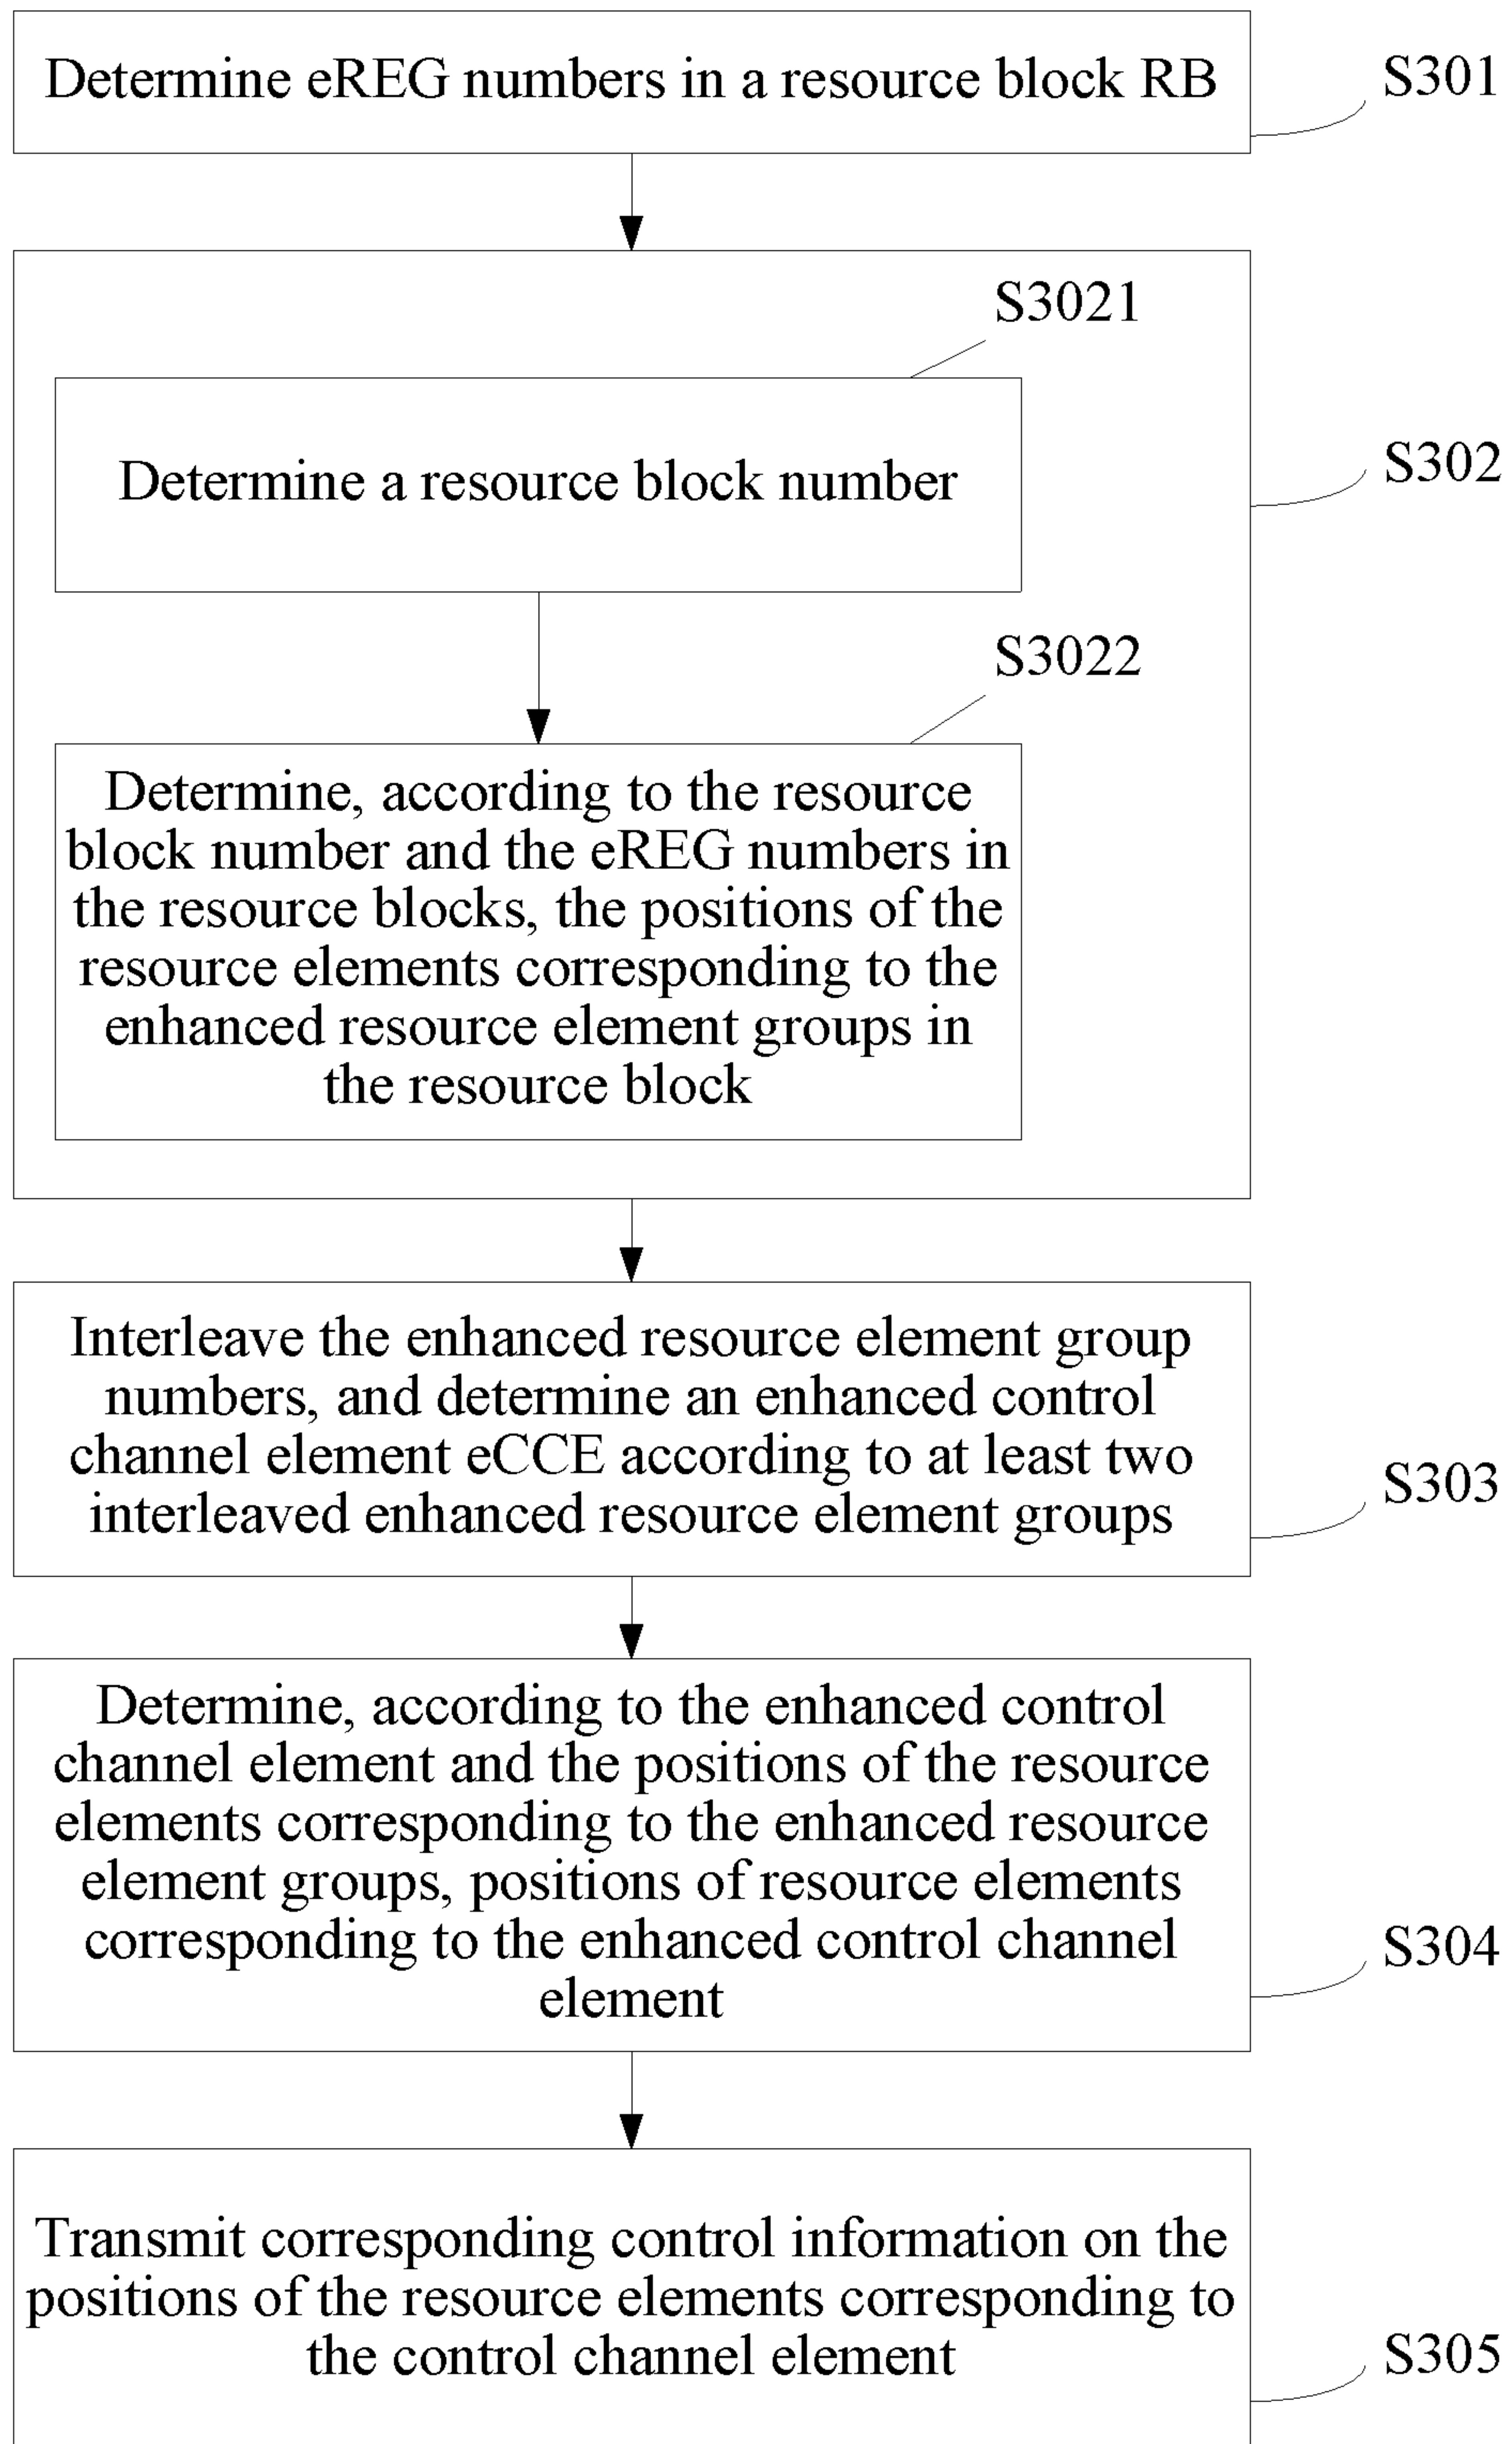 Determine eREG numbers in a resource block RB
S301
S3021
Determine a resource block number
S302
S3022
Determine, according to the resource
block number and the eREG numbers in
the resource blocks, the positions of the
resource elements corresponding to the
enhanced resource element groups in
the resource block
Interleave the enhanced resource element group
numbers, and determine an enhanced control
channel element eCCE according to at least two
interleaved enhanced resource element groups
S303
Determine, according to the enhanced control
channel element and the positions of the resource
elements corresponding to the enhanced resource
element groups, positions of resource elements
corresponding to the enhanced control channel
element
S304
Transmit corresponding control information on the
positions of the resource elements corresponding to
the control channel element
S305